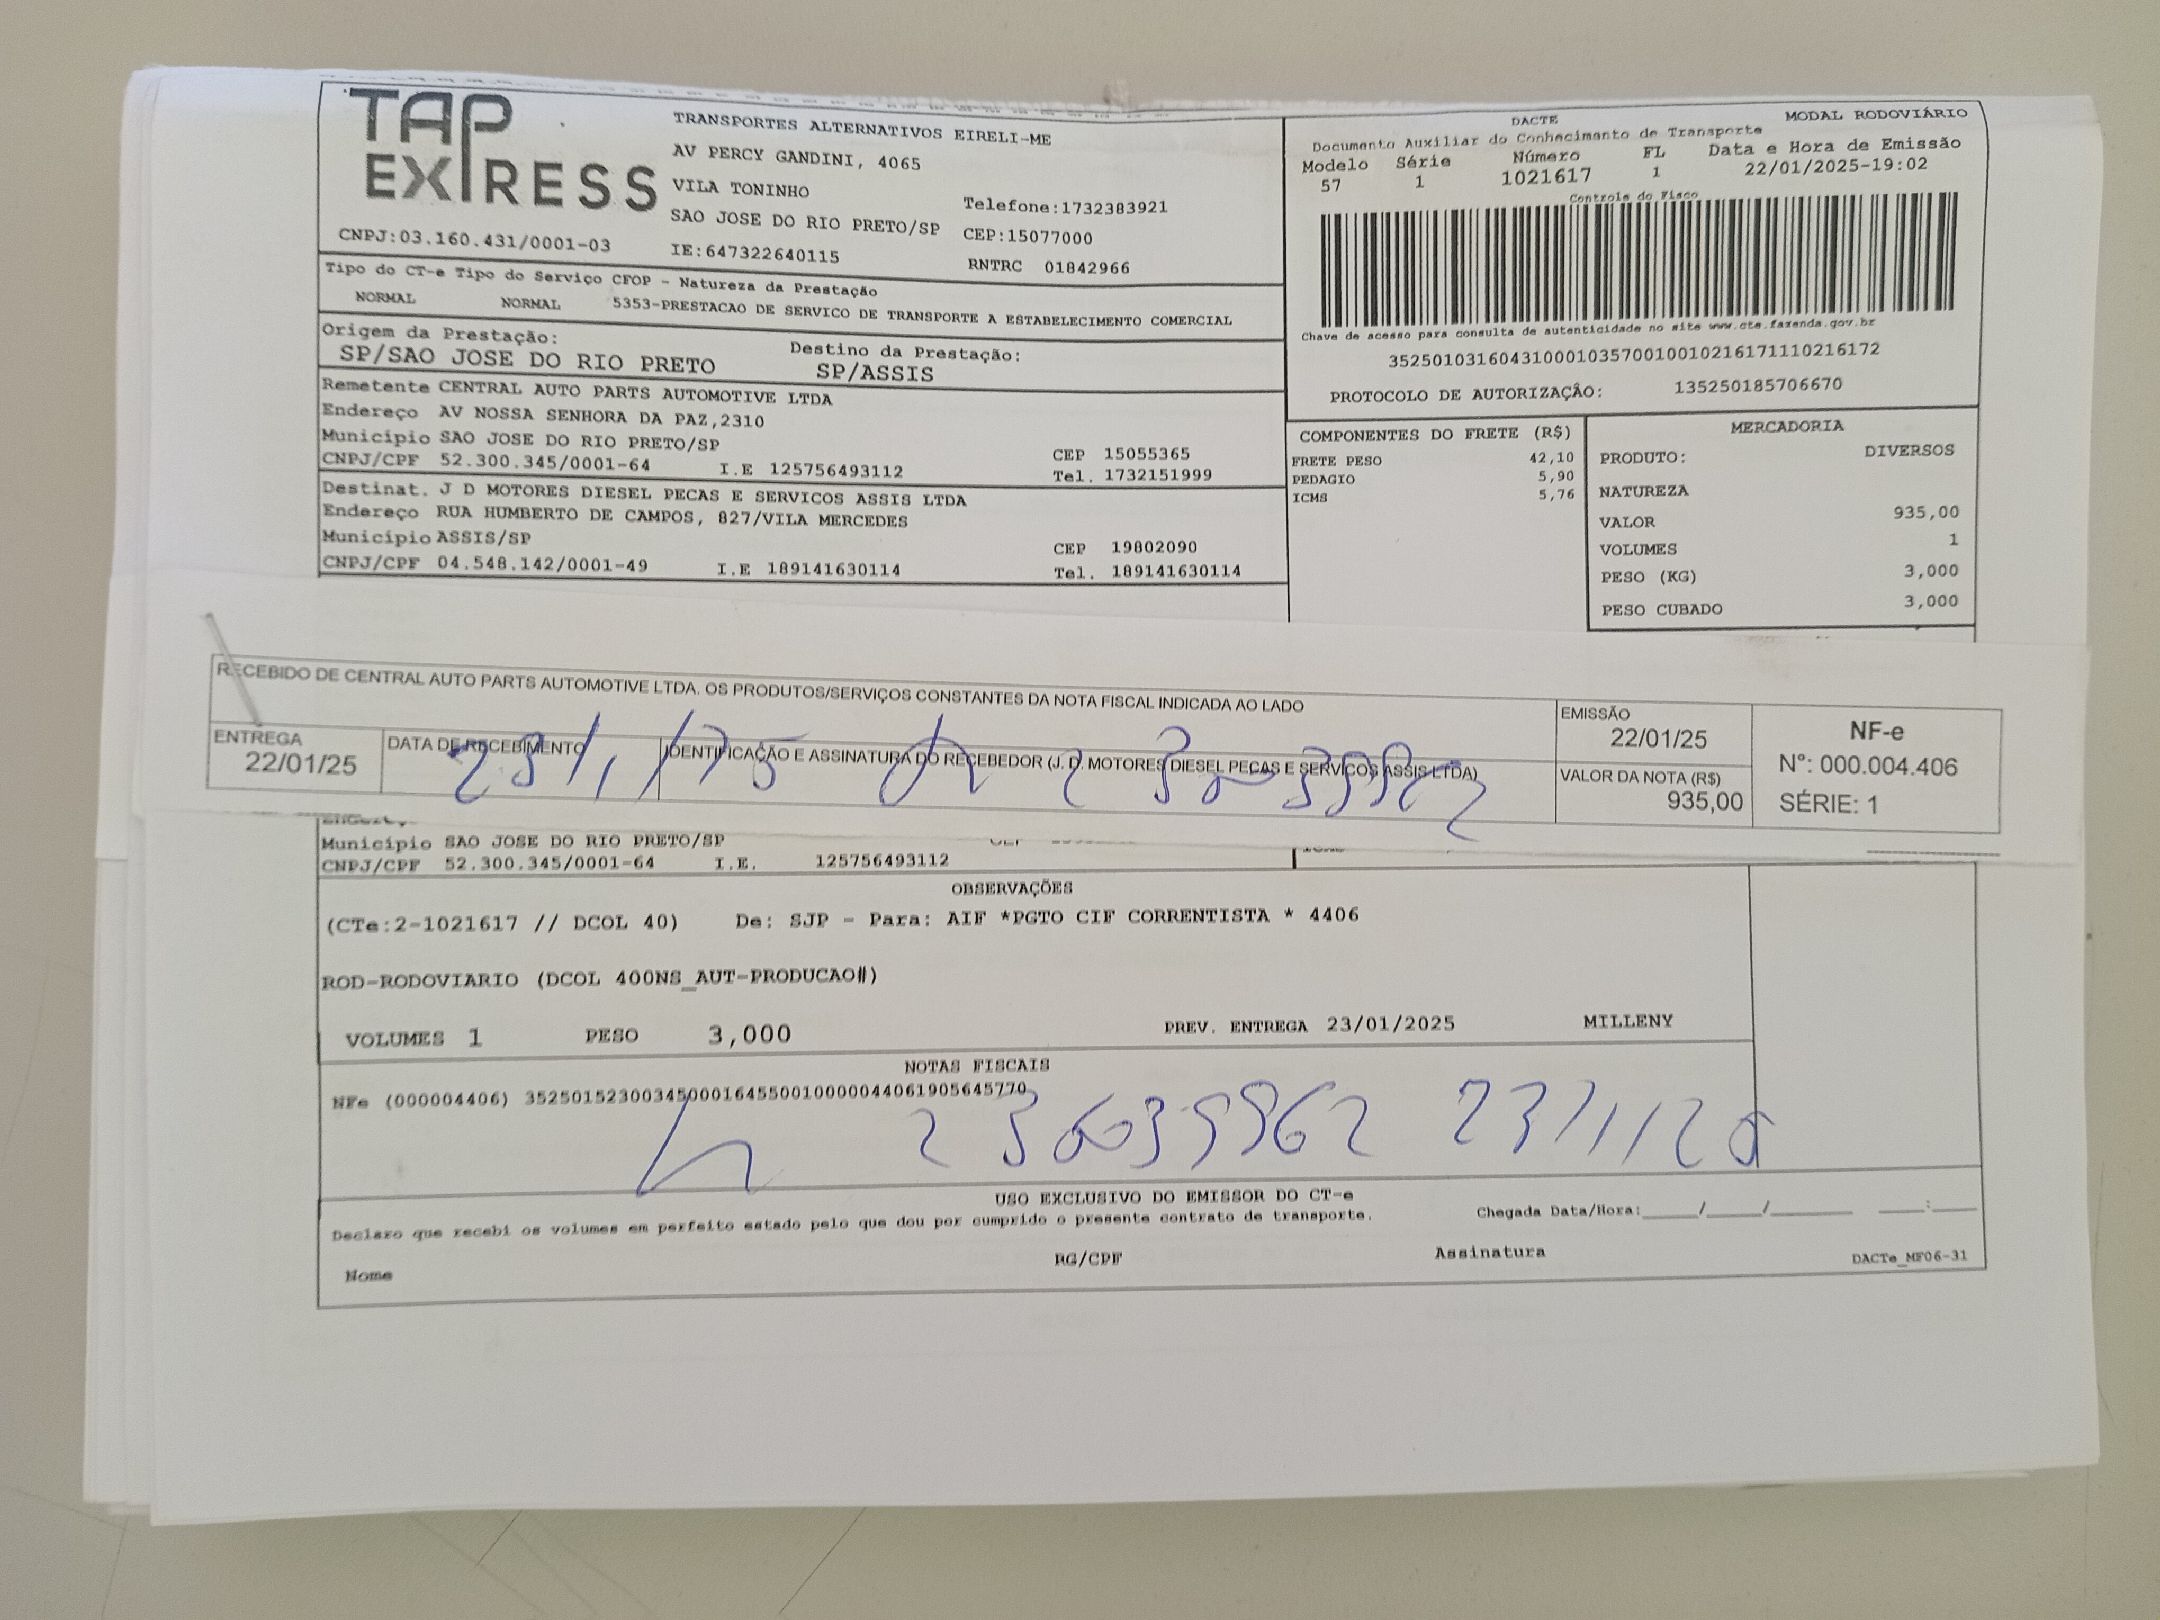 TAP
EXPRESS
CNPJ:03.160.431/0001-03
TRANSPORTES ALTERNATIVOS EIRELI-ME
AV PERCY GANDINI, 4065
VILA TONINHO
SAO JOSE DO RIO PRETO/SP
IE:647322640115
Telefone:1732383921
CEP:15077000
RNTRC 01842966
DACTE MODAL RODOVIÁRIO
Documento Auxiliar do Conhecimento de Transporte
Modelo Série Número FL Data e Hora de Emissão
57 1 1021617 1 22/01/2025-19:02
Controle do Fisco
Chave de acesso para consulta de autenticidade no site www.cte.fazenda.gov.br
35250103160431000103570010010216171110216172
PROTOCOLO DE AUTORIZAÇÃO: 135250185706670
Tipo do CT-e Tipo do Serviço CFOP - Natureza da Prestação
NORMAL NORMAL 5353-PRESTACAO DE SERVICO DE TRANSPORTE A ESTABELECIMENTO COMERCIAL
Origem da Prestação: Destino da Prestação:
SP/SAO JOSE DO RIO PRETO SP/ASSIS
Remetente CENTRAL AUTO PARTS AUTOMOTIVE LTDA
Endereço AV NOSSA SENHORA DA PAZ,2310
Município SAO JOSE DO RIO PRETO/SP CEP 15055365
CNPJ/CPF 52.300.345/0001-64 I.E 125756493112 Tel. 1732151999
Destinat. J D MOTORES DIESEL PECAS E SERVICOS ASSIS LTDA
Endereço RUA HUMBERTO DE CAMPOS, 827/VILA MERCEDES
Município ASSIS/SP CEP 19802090
CNPJ/CPF 04.548.142/0001-49 I.E 189141630114 Tel. 189141630114
COMPONENTES DO FRETE (R$)
FRETE PESO 42,10
PEDAGIO 5,90
ICMS 5,76
MERCADORIA
PRODUTO: DIVERSOS
NATUREZA
VALOR 935,00
VOLUMES 1
PESO (KG) 3,000
PESO CUBADO 3,000
RECEBIDO DE CENTRAL AUTO PARTS AUTOMOTIVE LTDA. OS PRODUTOS/SERVIÇOS CONSTANTES DA NOTA FISCAL INDICADA AO LADO
ENTREGA
22/01/25
DATA DE RECEBIMENTO
IDENTIFICAÇÃO E ASSINATURA DO RECEBEDOR (J. D. MOTORES DIESEL PECAS E SERVICOS ASSIS LTDA)
EMISSÃO
22/01/25
VALOR DA NOTA (R$)
935,00
NF-e
Nº: 000.004.406
SÉRIE: 1
Município SAO JOSE DO RIO PRETO/SP
CNPJ/CPF 52.300.345/0001-64 I.E. 125756493112
OBSERVAÇÕES
(CTe:2-1021617 // DCOL 40) De: SJP - Para: AIF *PGTO CIF CORRENTISTA * 4406
ROD-RODOVIARIO (DCOL 400NS_AUT-PRODUCAO#)
VOLUMES 1 PESO 3,000 PREV. ENTREGA 23/01/2025 MILLENY
NOTAS FISCAIS
NFe (000004406) 35250152300345000164550010000044061905645770
USO EXCLUSIVO DO EMISSOR DO CT-e
Declaro que recebi os volumes em perfeito estado pelo que dou por cumprido o presente contrato de transporte. Chegada Data/Hora:_____/_____/________ ____:____
Nome RG/CPF Assinatura DACTe_MF06-31